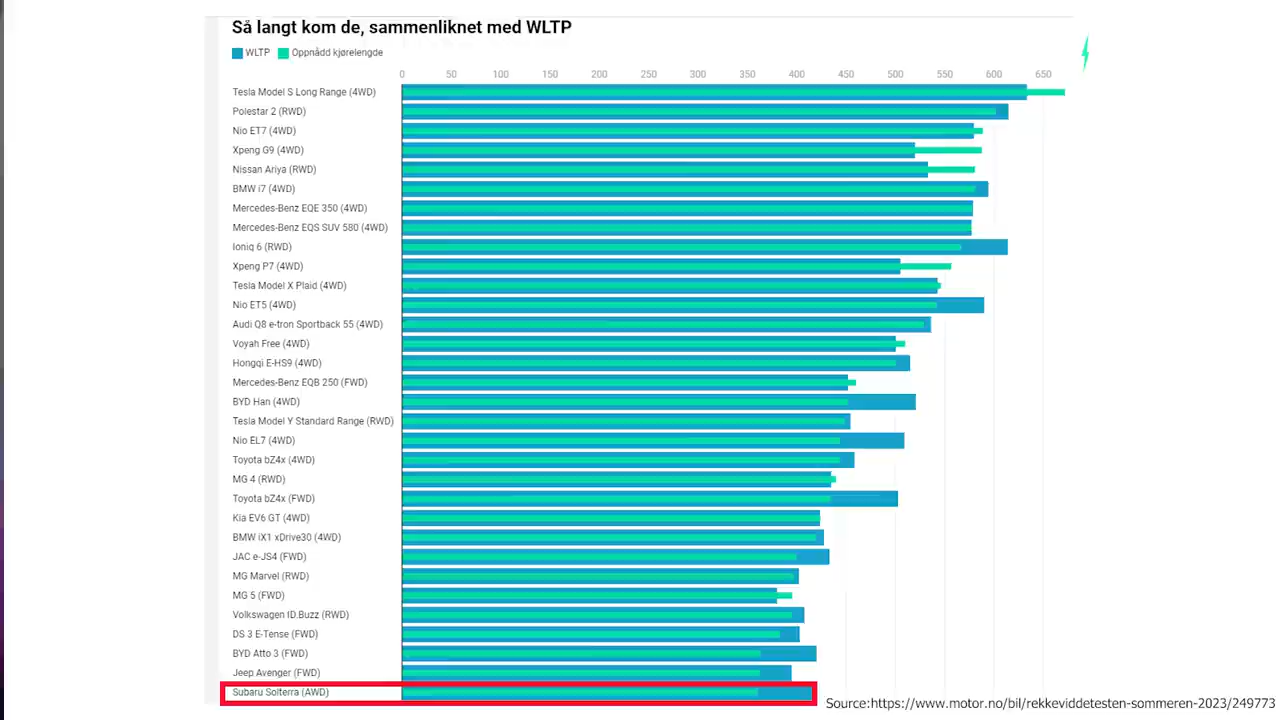 Så langt kom de, sammenliknet med WLTP
WLTP Oppnådd kjørelengde
0 50 100 150 200 250 300 350 400 450 500 550 600 650
Tesla Model S Long Range (4WD)
Polestar 2 (RWD)
Nio ET7 (4WD)
Xpeng G9 (4WD)
Nissan Ariya (RWD)
BMW i7 (4WD)
Mercedes-Benz EQE 350 (4WD)
Mercedes-Benz EQS SUV 580 (4WD)
Ioniq 6 (RWD)
Xpeng P7 (4WD)
Tesla Model X Plaid (4WD)
Nio ET5 (4WD)
Audi Q8 e-tron Sportback 55 (4WD)
Voyah Free (4WD)
Hongqi E-HS9 (4WD)
Mercedes-Benz EQB 250 (FWD)
BYD Han (4WD)
Tesla Model Y Standard Range (RWD)
Nio EL7 (4WD)
Toyota bZ4x (4WD)
MG 4 (RWD)
Toyota bZ4x (FWD)
Kia EV6 GT (4WD)
BMW iX1 xDrive30 (4WD)
JAC e-JS4 (FWD)
MG Marvel (RWD)
MG 5 (FWD)
Volkswagen ID.Buzz (RWD)
DS 3 E-Tense (FWD)
BYD Atto 3 (FWD)
Jeep Avenger (FWD)
Subaru Solterra (AWD)
Source:https://www.motor.no/bil/rekkeviddetesten-sommeren-2023/249773